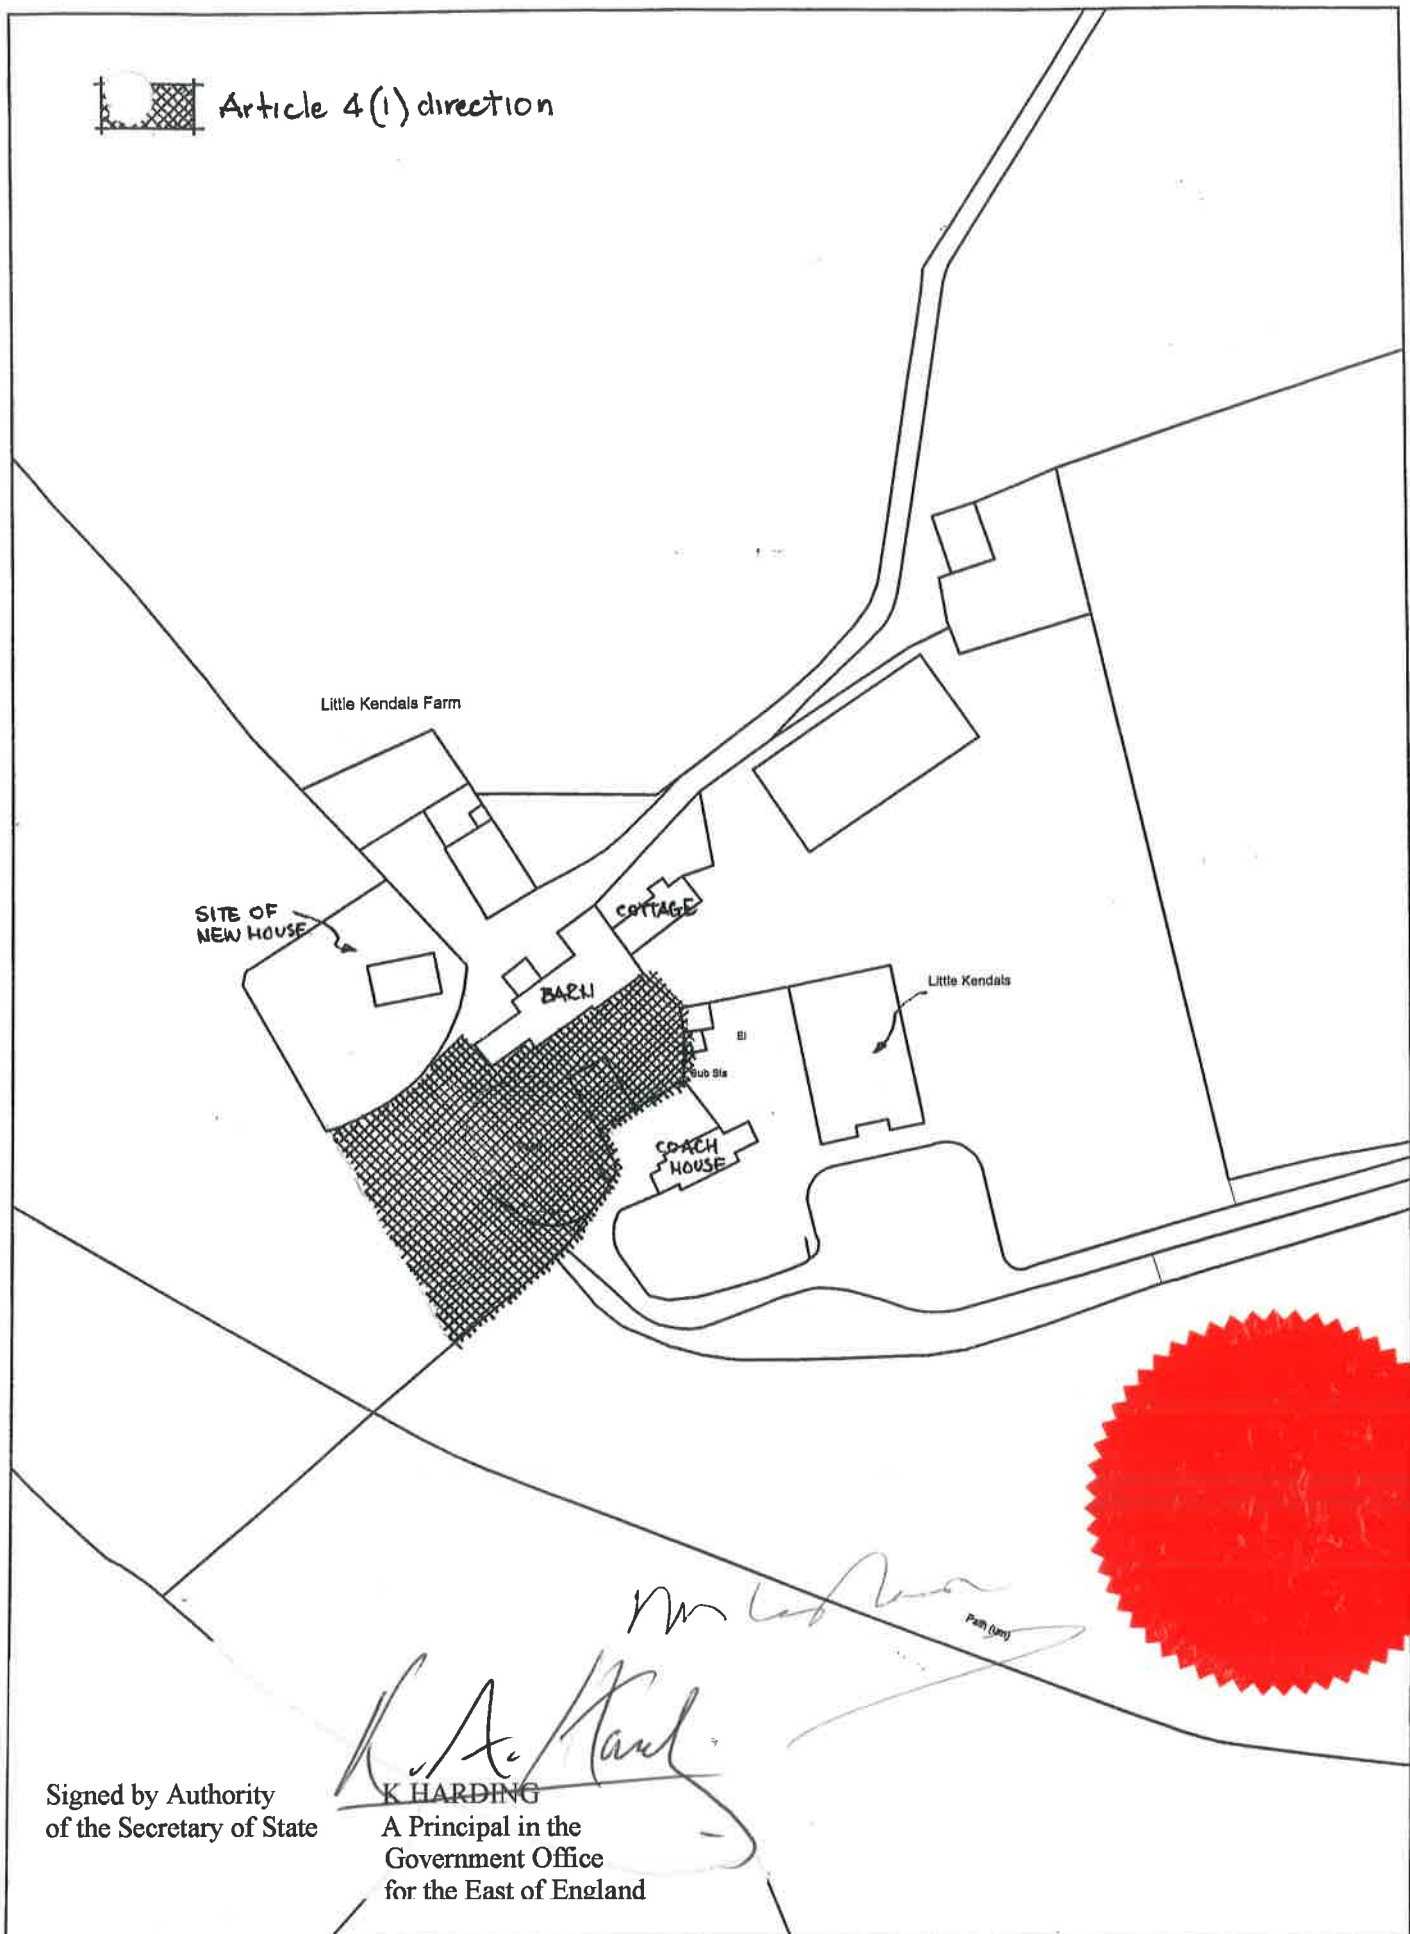 Article 4(1) direction
Little Kendals Farm
SITE OF
NEW HOUSE
COTTAGE
BARN
Little Kendals
El
Sub Sta
COACH
HOUSE
Path (um)
K. A. Hard
Signed by Authority
of the Secretary of State
K HARDING
A Principal in the
Government Office
for the East of England